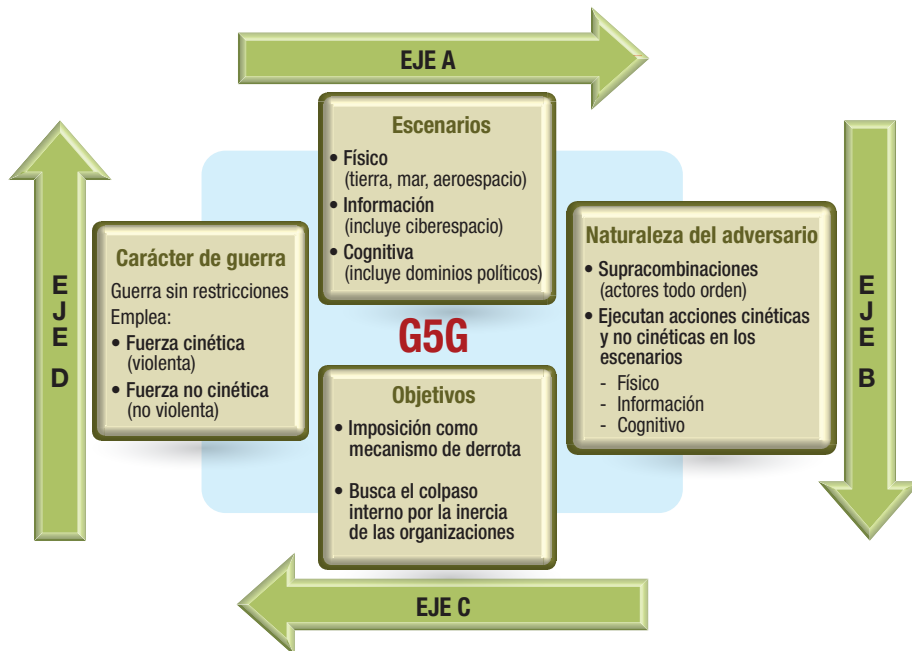 EJE A
Escenarios
• Físico
(tierra, mar, aeroespacio)
• Información
(incluye ciberespacio)
• Cognitiva
(incluye dominios políticos)
Naturaleza del adversario
• Supracombinaciones
(actores todo orden)
• Ejecutan acciones cinéticas
y no cinéticas en los
escenarios
- Físico
- Información
- Cognitivo
EJE B
Carácter de guerra
Guerra sin restricciones
Emplea:
• Fuerza cinética
(violenta)
• Fuerza no cinética
(no violenta)
EJE D
G5G
Objetivos
• Imposición como
mecanismo de derrota
• Busca el colpaso
interno por la inercia
de las organizaciones
EJE C